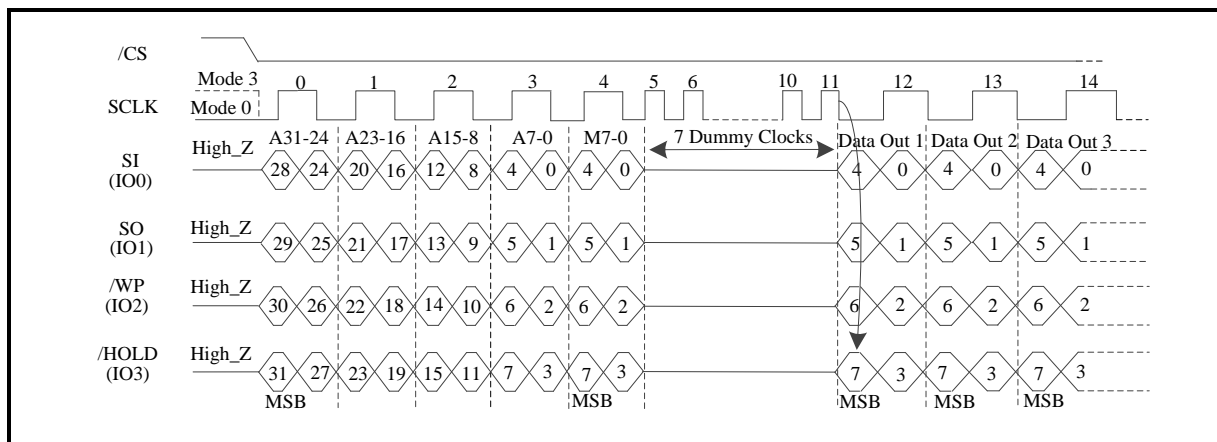 /CS
Mode 3 0 1 2 3 4 5 6 10 11 12 13 14
SCLK Mode 0
A31-24 A23-16 A15-8 A7-0 M7-0 7 Dummy Clocks Data Out 1 Data Out 2 Data Out 3
SI High_Z
(IO0) 28 24 20 16 12 8 4 0 4 0 4 0 4 0 4 0
SO High_Z
(IO1) 29 25 21 17 13 9 5 1 5 1 5 1 5 1 5 1
/WP High_Z
(IO2) 30 26 22 18 14 10 6 2 6 2 6 2 6 2 6 2
/HOLD High_Z
(IO3) 31 27 23 19 15 11 7 3 7 3 7 3 7 3 7 3
MSB MSB MSB MSB MSB